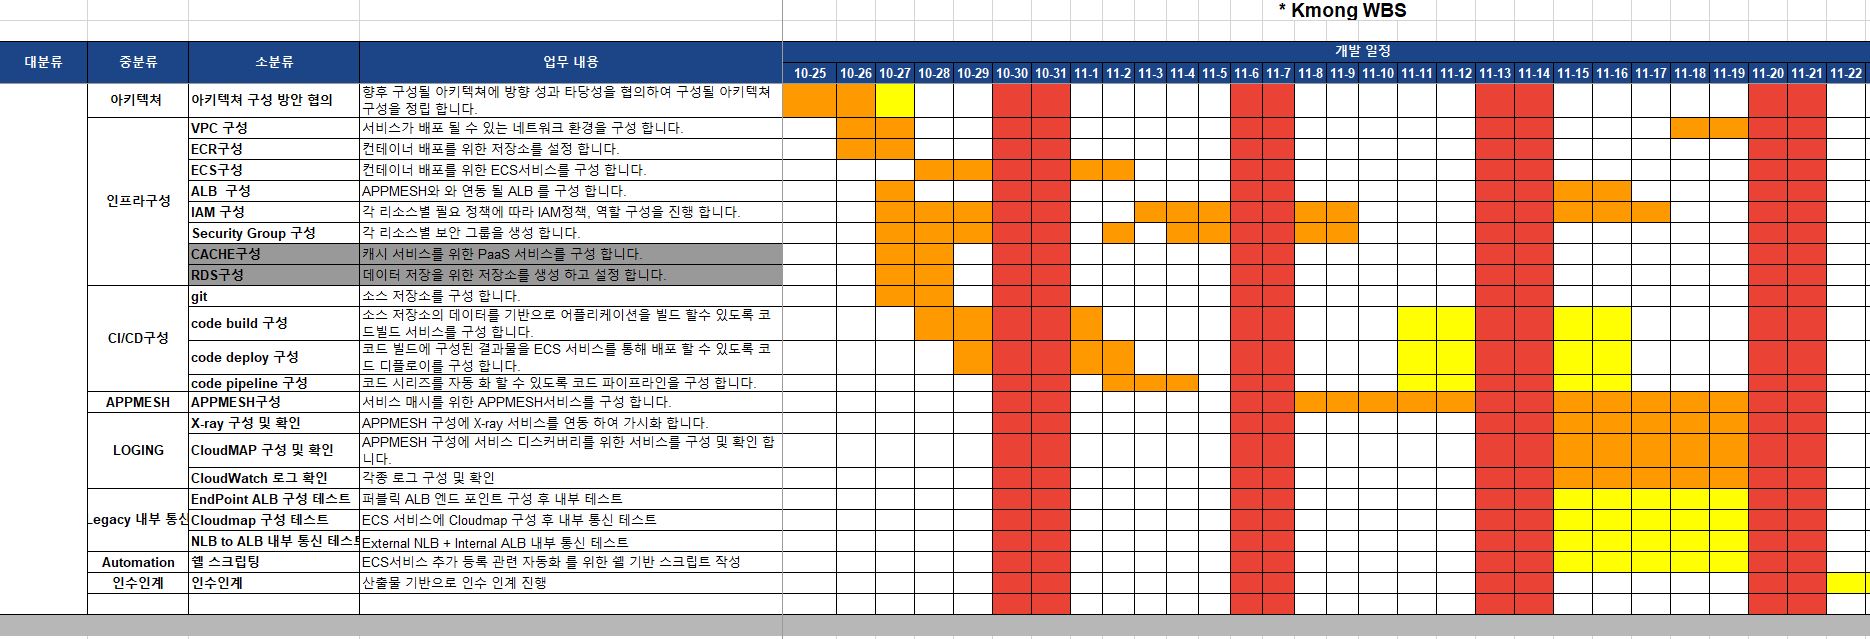 * Kmong WBS
대분류 중분류 소분류 업무 내용 개발 일정
10-25 10-26 10-27 10-28 10-29 10-30 10-31 11-1 11-2 11-3 11-4 11-5 11-6 11-7 11-8 11-9 11-10 11-11 11-12 11-13 11-14 11-15 11-16 11-17 11-18 11-19 11-20 11-21 11-22
아키텍쳐 아키텍쳐 구성 방안 협의 향후 구성될 아키텍쳐에 방향 성과 타당성을 협의하여 구성될 아키텍쳐
구성을 정립 합니다.
인프라구성
VPC 구성 서비스가 배포 될 수 있는 네트워크 환경을 구성 합니다.
ECR구성 컨테이너 배포를 위한 저장소를 설정 합니다.
ECS구성 컨테이너 배포를 위한 ECS서비스를 구성 합니다.
ALB 구성 APPMESH와 와 연동 될 ALB 를 구성 합니다.
IAM 구성 각 리소스별 필요 정책에 따라 IAM정책, 역할 구성을 진행 합니다.
Security Group 구성 각 리소스별 보안 그룹을 생성 합니다.
CACHE구성 캐시 서비스를 위한 PaaS 서비스를 구성 합니다.
RDS구성 데이터 저장을 위한 저장소를 생성 하고 설정 합니다.
CI/CD구성
git 소스 저장소를 구성 합니다.
code build 구성 소스 저장소의 데이터를 기반으로 어플리케이션을 빌드 할수 있도록 코
드빌드 서비스를 구성 합니다.
code deploy 구성 코드 빌드에 구성된 결과물을 ECS 서비스를 통해 배포 할 수 있도록 코
드 디플로이를 구성 합니다.
code pipeline 구성 코드 시리즈를 자동 화 할 수 있도록 코드 파이프라인을 구성 합니다.
APPMESH APPMESH구성 서비스 매시를 위한 APPMESH서비스를 구성 합니다.
LOGING
X-ray 구성 및 확인 APPMESH 구성에 X-ray 서비스를 연동 하여 가시화 합니다.
CloudMAP 구성 및 확인 APPMESH 구성에 서비스 디스커버리를 위한 서비스를 구성 및 확인 합
니다.
CloudWatch 로그 확인 각종 로그 구성 및 확인
Legacy 내부 통신
EndPoint ALB 구성 테스트 퍼블릭 ALB 엔드 포인트 구성 후 내부 테스트
Cloudmap 구성 테스트 ECS 서비스에 Cloudmap 구성 후 내부 통신 테스트
NLB to ALB 내부 통신 테스트 External NLB + Internal ALB 내부 통신 테스트
Automation 쉘 스크립팅 ECS서비스 추가 등록 관련 자동화 를 위한 쉘 기반 스크립트 작성
인수인계 인수인계 산출물 기반으로 인수 인계 진행